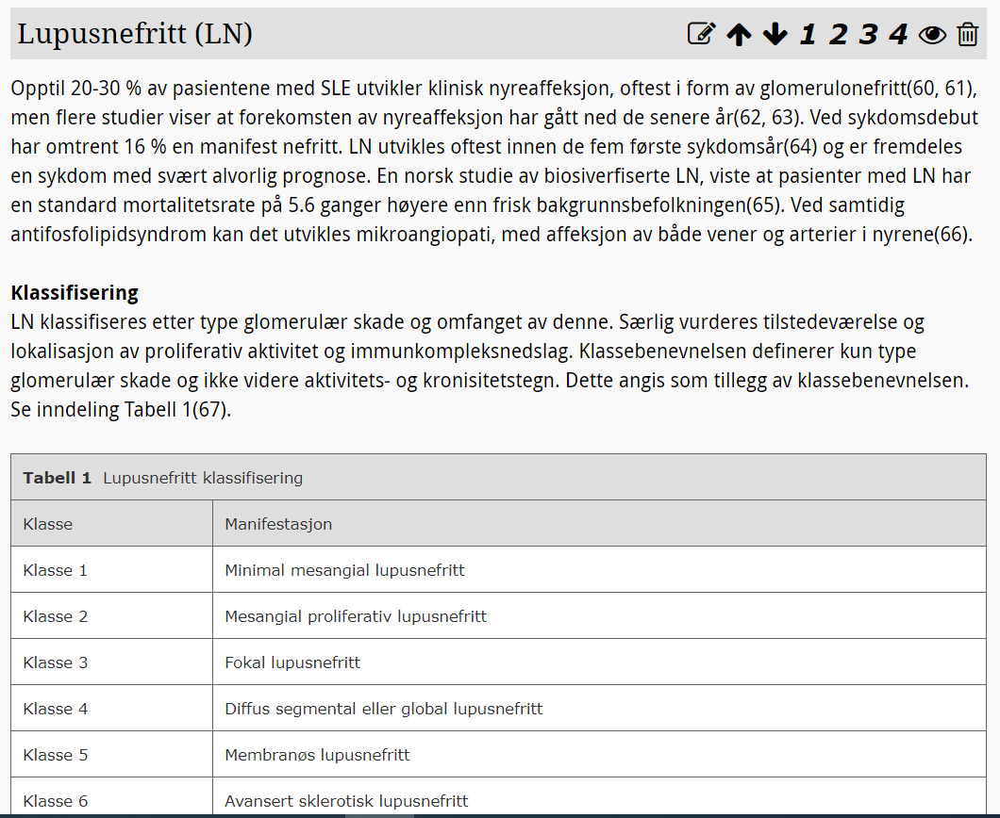 Lupusnefritt (LN)
1 2 3 4
Opptil 20-30 % av pasientene med SLE utvikler klinisk nyreaffeksjon, oftest i form av glomerulonefritt(60, 61),
men flere studier viser at forekomsten av nyreaffeksjon har gått ned de senere år(62, 63). Ved sykdomsdebut
har omtrent 16 % en manifest nefritt. LN utvikles oftest innen de fem første sykdomsår(64) og er fremdeles
en sykdom med svært alvorlig prognose. En norsk studie av biosiverfiserte LN, viste at pasienter med LN har
en standard mortalitetsrate på 5.6 ganger høyere enn frisk bakgrunnsbefolkningen(65). Ved samtidig
antifosfolipidsyndrom kan det utvikles mikroangiopati, med affeksjon av både vener og arterier i nyrene(66).
Klassifisering
LN klassifiseres etter type glomerulær skade og omfanget av denne. Særlig vurderes tilstedeværelse og
lokalisasjon av proliferativ aktivitet og immunkompleksnedslag. Klassebenevnelsen definerer kun type
glomerulær skade og ikke videre aktivitets- og kronisitetstegn. Dette angis som tillegg av klassebenevnelsen.
Se inndeling Tabell 1(67).
Tabell 1 Lupusnefritt klassifisering
Klasse Manifestasjon
Klasse 1 Minimal mesangial lupusnefritt
Klasse 2 Mesangial proliferativ lupusnefritt
Klasse 3 Fokal lupusnefritt
Klasse 4 Diffus segmental eller global lupusnefritt
Klasse 5 Membranøs lupusnefritt
Klasse 6 Avansert sklerotisk lupusnefritt